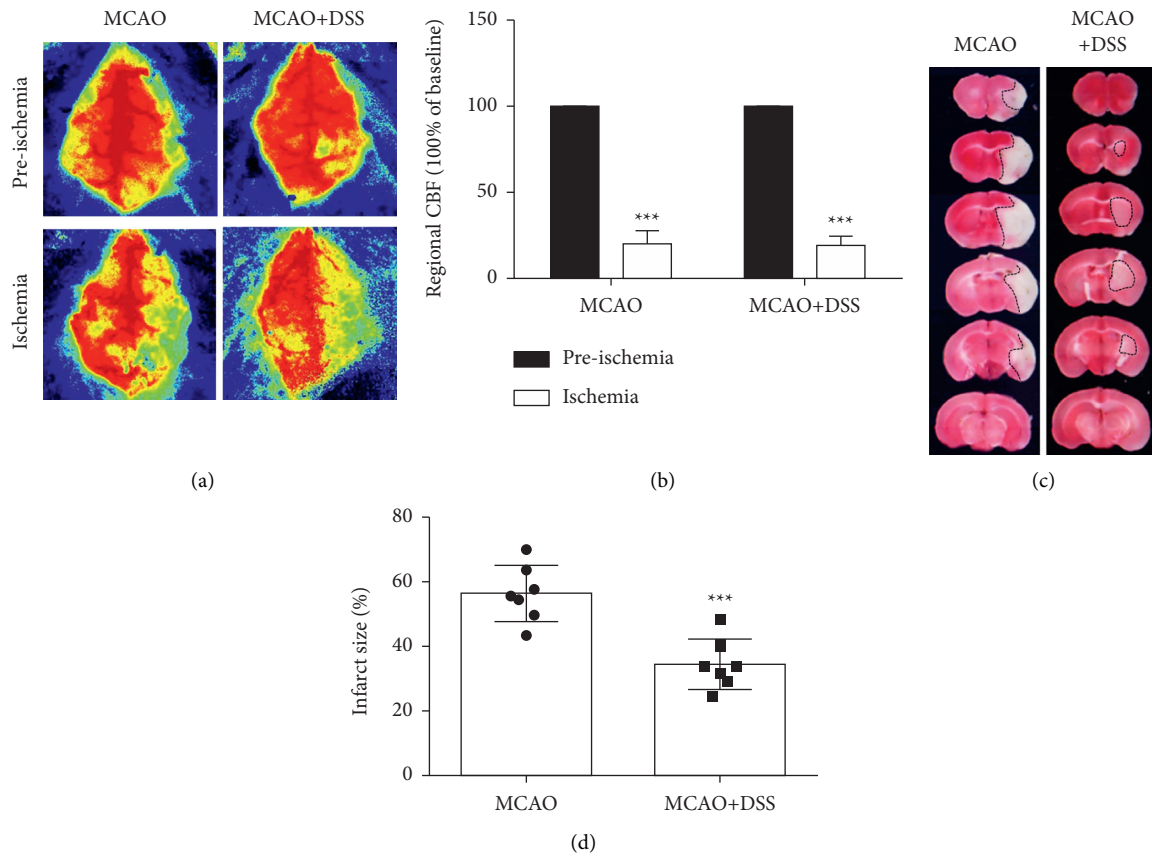 MCAO MCAO+DSS
Pre-ischemia
Ischemia
(a)
Regional CBF (100% of baseline)
150
100
50
0
*** ***
MCAO MCAO+DSS
Pre-ischemia
Ischemia
(b)
MCAO MCAO
+DSS
(c)
Infarct size (%)
80
60
40
20
0
***
MCAO MCAO+DSS
(d)